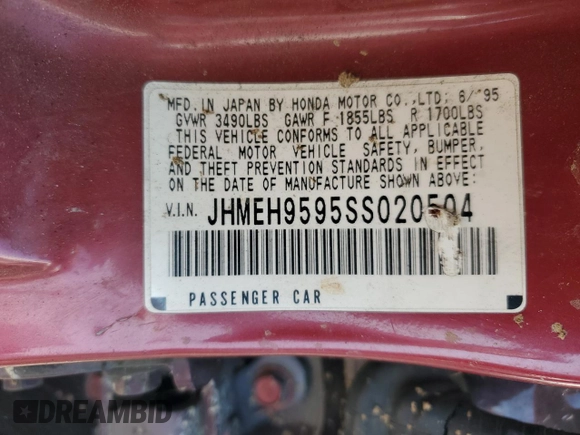 MFD. IN JAPAN BY HONDA MOTOR CO., LTD: 6/'95
GVWR 3490LBS GAWR F 1855LBS R 1700LBS
THIS VEHICLE CONFORMS TO ALL APPLICABLE
FEDERAL MOTOR VEHICLE SAFETY, BUMPER,
AND THEFT PREVENTION STANDARDS IN EFFECT
ON THE DATE OF MANUFACTURE SHOWN ABOVE:
V.I.N. JHMEH9595SS020504
PASSENGER CAR
DREAMBID